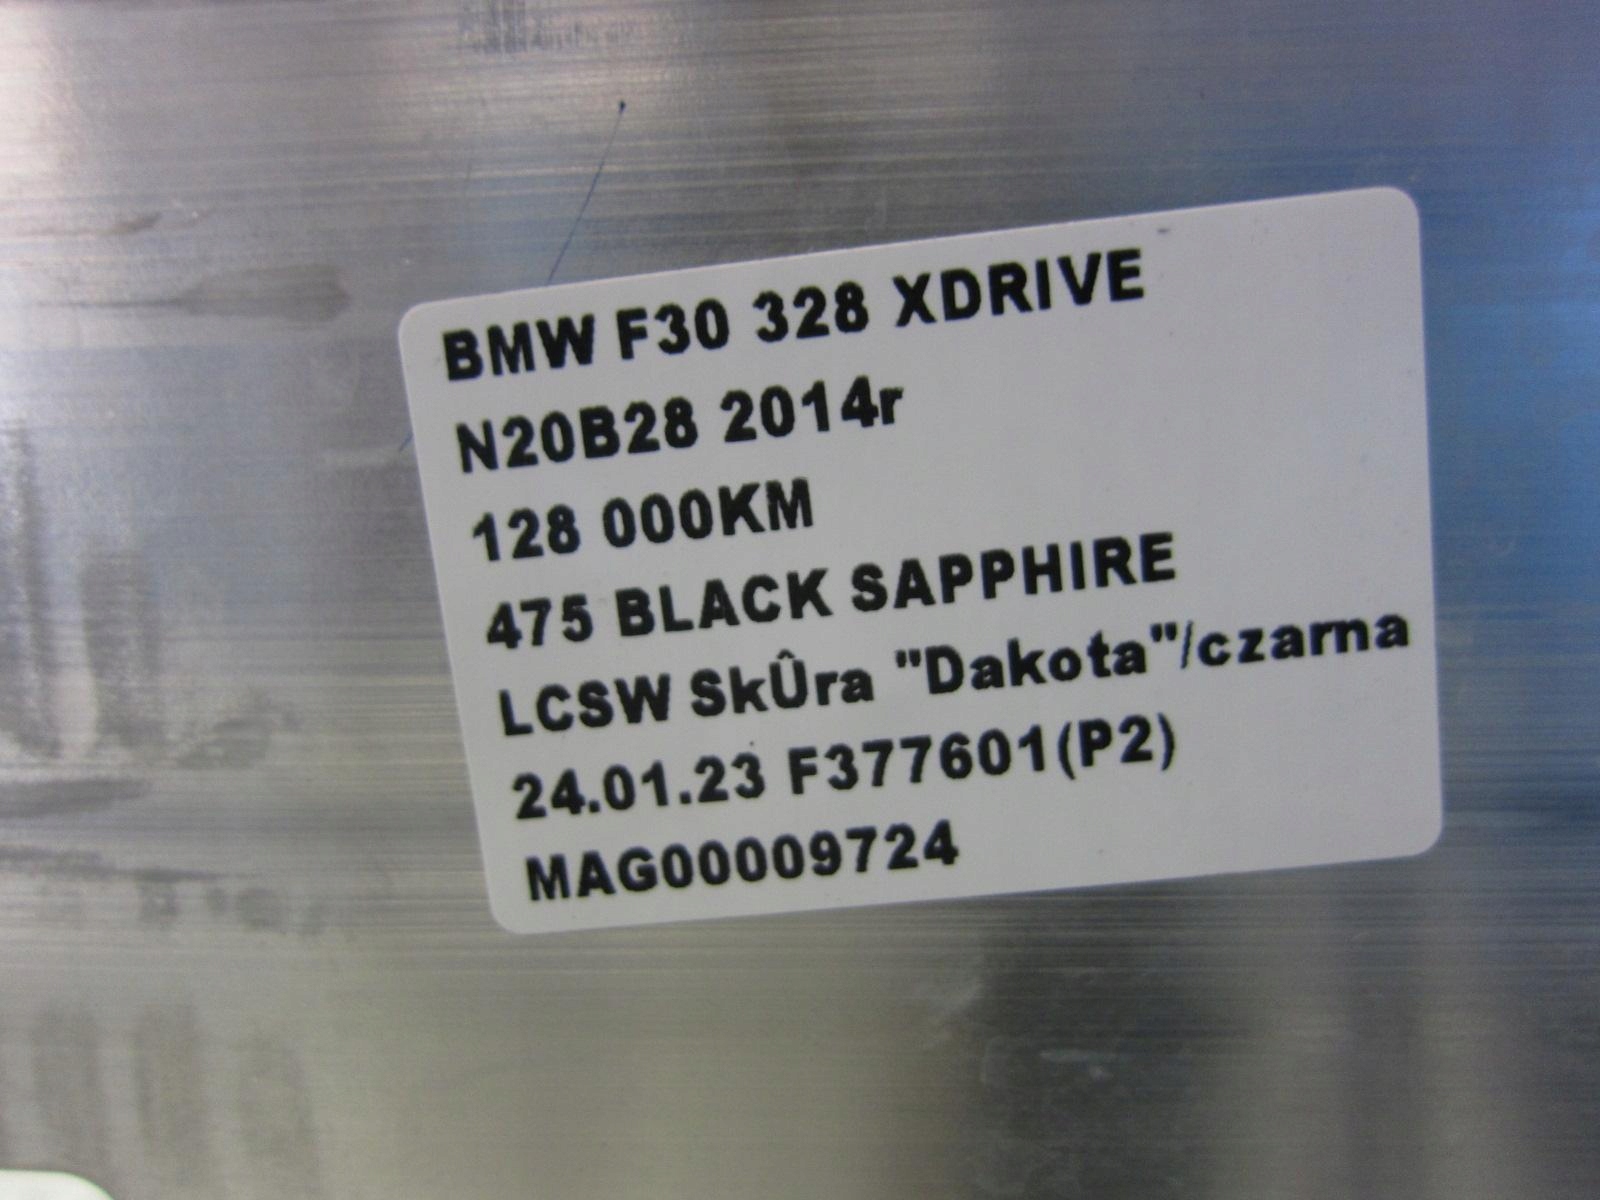 BMW F30 328 XDRIVE
N20B28 2014r
128 000KM
475 BLACK SAPPHIRE
LCSW SkÛra "Dakota"/czarna
24.01.23 F377601(P2)
MAG00009724